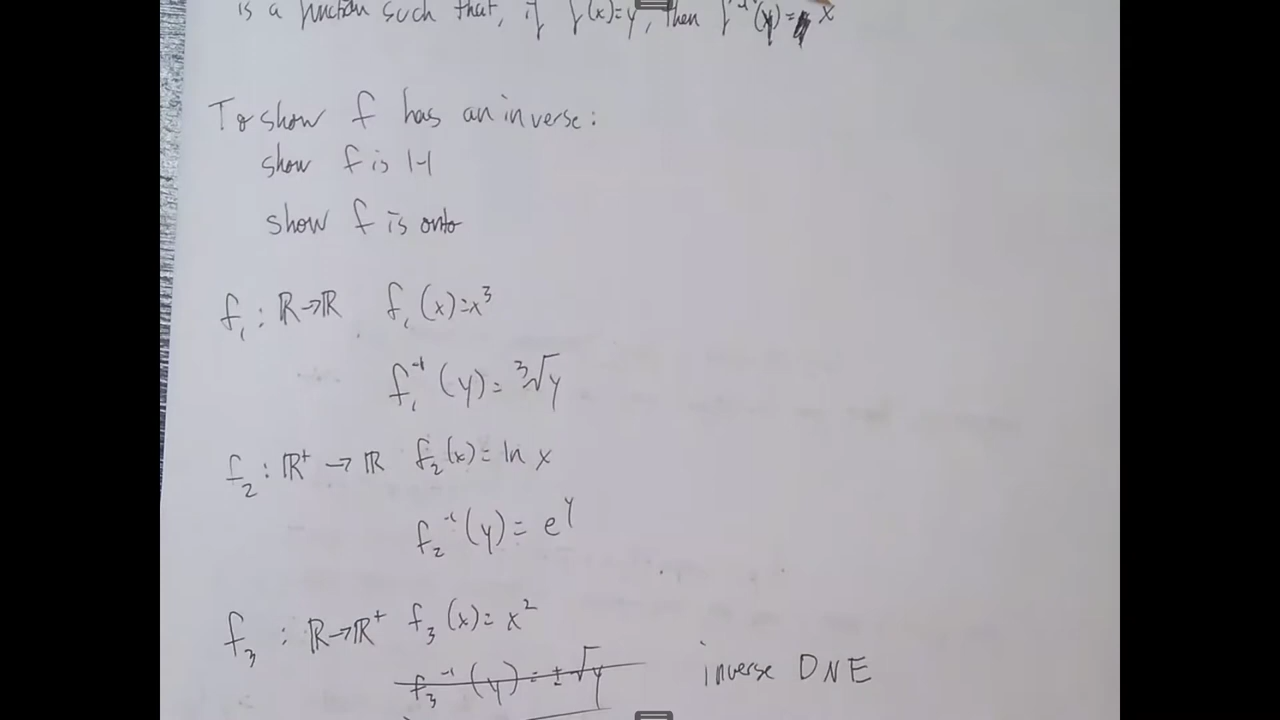 is a function such that, if f(x)=y, then f⁻¹(y)= x
To show f has an inverse:
show f is 1-1
show f is onto
f₁ : ℝ→ℝ f₁(x)=x³
f₁⁻¹(y)= ³√y
f₂ : ℝ⁺ → ℝ f₂(x)= ln x
f₂⁻¹(y)= e^y
f₃ : ℝ→ℝ⁺ f₃(x)= x²
f₃⁻¹(y)= ±√y inverse DNE